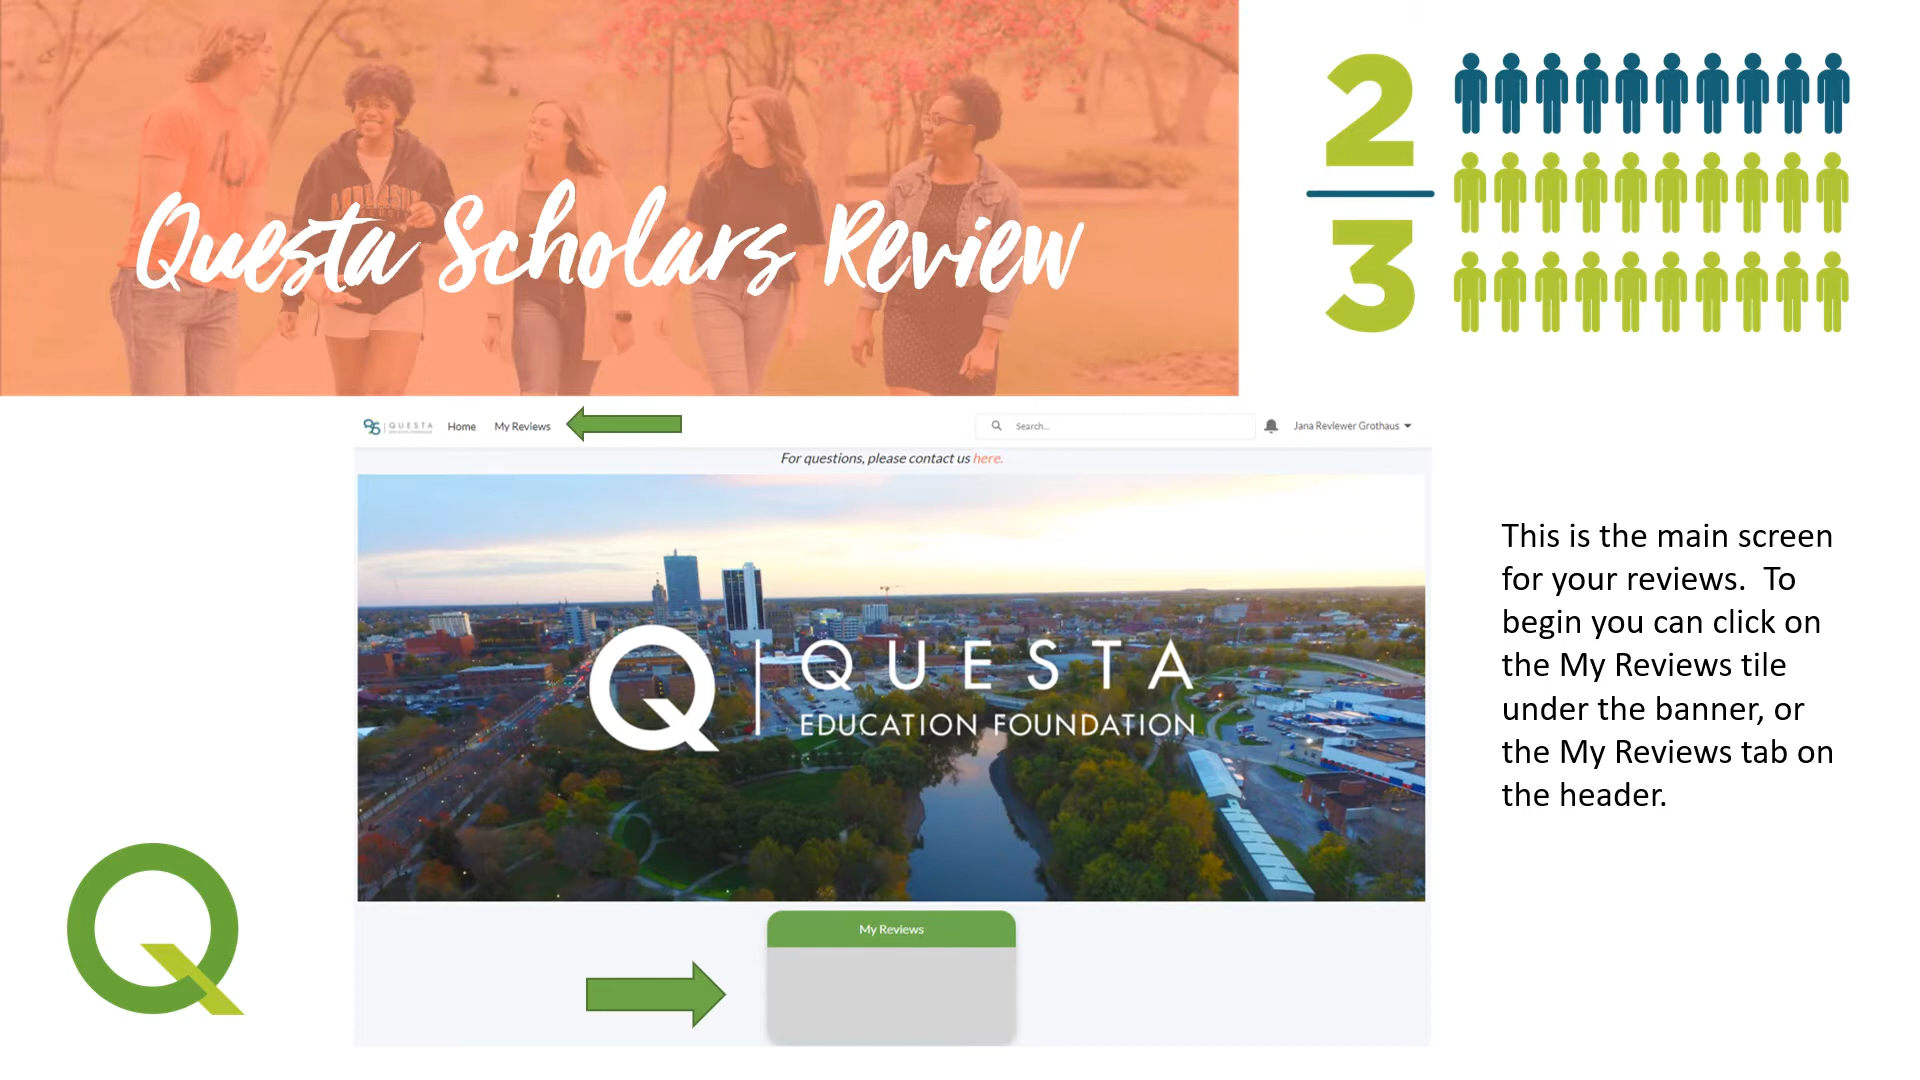 Questa Scholars Review
2
3
QUESTA
Home
My Reviews
Search...
Jana Reviewer Grothaus
For questions, please contact us here.
QUESTA
EDUCATION FOUNDATION
This is the main screen
for your reviews.  To
begin you can click on
the My Reviews tile
under the banner, or
the My Reviews tab on
the header.
My Reviews